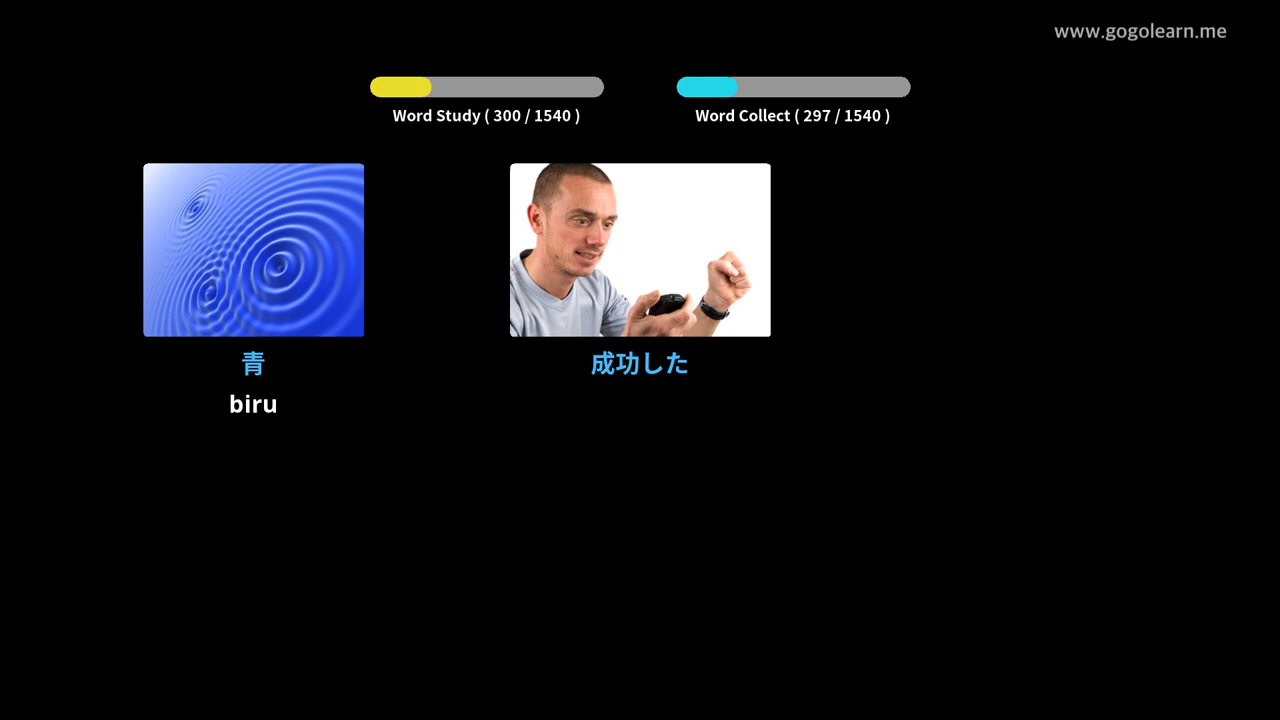 www.gogolearn.me
Word Study ( 300 / 1540 )
Word Collect ( 297 / 1540 )
青
biru
成功した